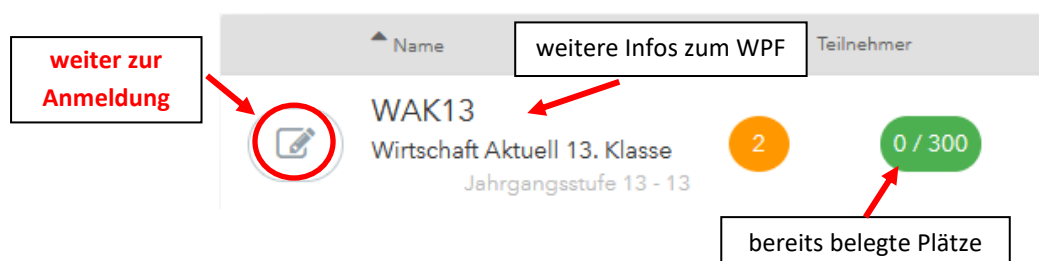 Name
weitere Infos zum WPF
Teilnehmer
weiter zur
Anmeldung
WAK13
Wirtschaft Aktuell 13. Klasse
2
0 / 300
Jahrgangsstufe 13 - 13
bereits belegte Plätze